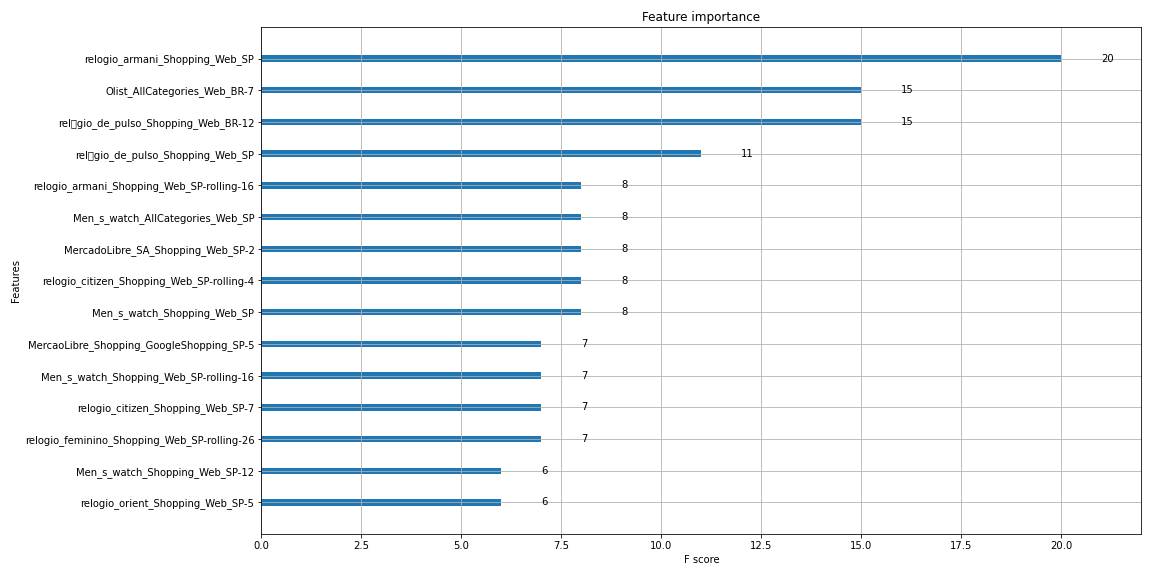 Feature importance
relogio_armani_Shopping_Web_SP
20
Olist_AllCategories_Web_BR-7
15
rel▯gio_de_pulso_Shopping_Web_BR-12
15
rel▯gio_de_pulso_Shopping_Web_SP
11
relogio_armani_Shopping_Web_SP-rolling-16
8
Men_s_watch_AllCategories_Web_SP
8
MercadoLibre_SA_Shopping_Web_SP-2
8
relogio_citizen_Shopping_Web_SP-rolling-4
8
Men_s_watch_Shopping_Web_SP
8
MercaoLibre_Shopping_GoogleShopping_SP-5
7
Men_s_watch_Shopping_Web_SP-rolling-16
7
relogio_citizen_Shopping_Web_SP-7
7
relogio_feminino_Shopping_Web_SP-rolling-26
7
Men_s_watch_Shopping_Web_SP-12
6
relogio_orient_Shopping_Web_SP-5
6
Features
0.0 2.5 5.0 7.5 10.0 12.5 15.0 17.5 20.0
F score